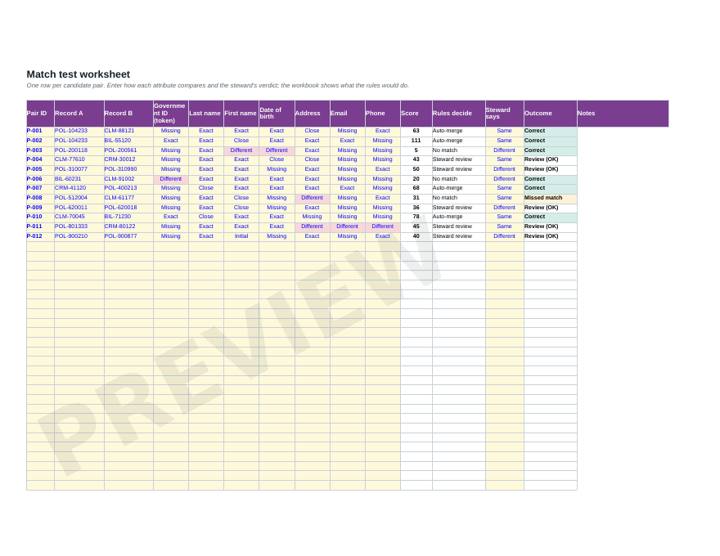 Match test worksheet
One row per candidate pair. Enter how each attribute compares and the steward's verdict; the workbook shows what the rules would do.
Pair ID Record A Record B Government ID (token) Last name First name Date of birth Address Email Phone Score Rules decide Steward says Outcome Notes
P-001 POL-104233 CLM-88121 Missing Exact Exact Exact Close Missing Exact 63 Auto-merge Same Correct
P-002 POL-104233 BIL-55120 Exact Exact Close Exact Exact Missing Missing 111 Auto-merge Same Correct
P-003 POL-200118 POL-200561 Missing Exact Different Different Exact Missing Missing 5 No match Different Correct
P-004 CLM-77610 CRM-30012 Missing Exact Exact Close Close Missing Missing 43 Steward review Same Review (OK)
P-005 POL-310077 POL-310990 Missing Exact Exact Missing Exact Exact Missing 50 Steward review Same Review (OK)
P-006 BIL-60231 CLM-91002 Different Exact Exact Exact Exact Missing Missing 20 No match Different Correct
P-007 CRM-41120 POL-400213 Missing Close Exact Exact Exact Exact Missing 68 Auto-merge Same Correct
P-008 POL-512004 CLM-61177 Missing Close Exact Exact Different Missing Missing 31 No match Same Missed match
P-009 POL-620011 POL-620018 Missing Exact Close Missing Exact Missing Exact 36 Steward review Different Review (OK)
P-010 CLM-70045 BIL-71230 Exact Close Exact Exact Missing Missing Missing 78 Auto-merge Same Correct
P-011 POL-801333 CRM-80122 Missing Exact Exact Exact Different Different Different 45 Steward review Same Review (OK)
P-012 POL-900210 POL-900877 Missing Exact Initial Missing Exact Missing Exact 40 Steward review Different Review (OK)
PREVIEW